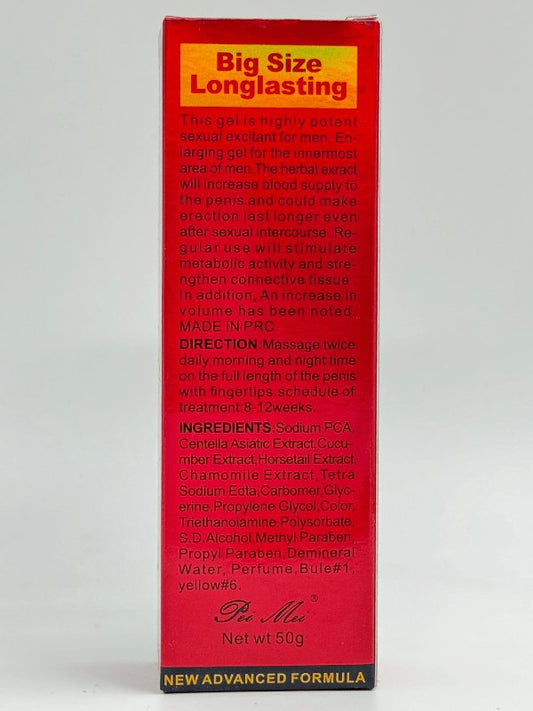 Big Size
Longlasting
This gel is highly potent
sexual excitant for men. En-
larging gel for the innermost
area of men.The herbal exract
will increase blood supply to
the penis and could make
erection last longer even
after sexual intercourse .Re-
gular use will stimulate
metabolic activity and stre-
ngthen connective tissue .
In addition, An increase in
volume has been noted.
MADE IN PRC
DIRECTION:Massage twice
daily,morning and night time
on the full length of the penis
with fingertips.schedule of
treatment:8-12weeks.
INGREDIENTS:Sodium PCA,
Centella Asiatic Extract,Cucu-
mber Extract,Horsetail Extract,
Chamomile Extract,Tetra
Sodium Edta,Carbomer,Glyc-
erine,Propylene Glycol,Color,
Triethanolamine,Polysorbate,
S.D.Alcohol,Methyl Paraben,
Propyl Paraben,Demineral
Water, Perfume,Bule#1,
yellow#6.
Pei Mei ®
Net wt 50g
NEW ADVANCED FORMULA